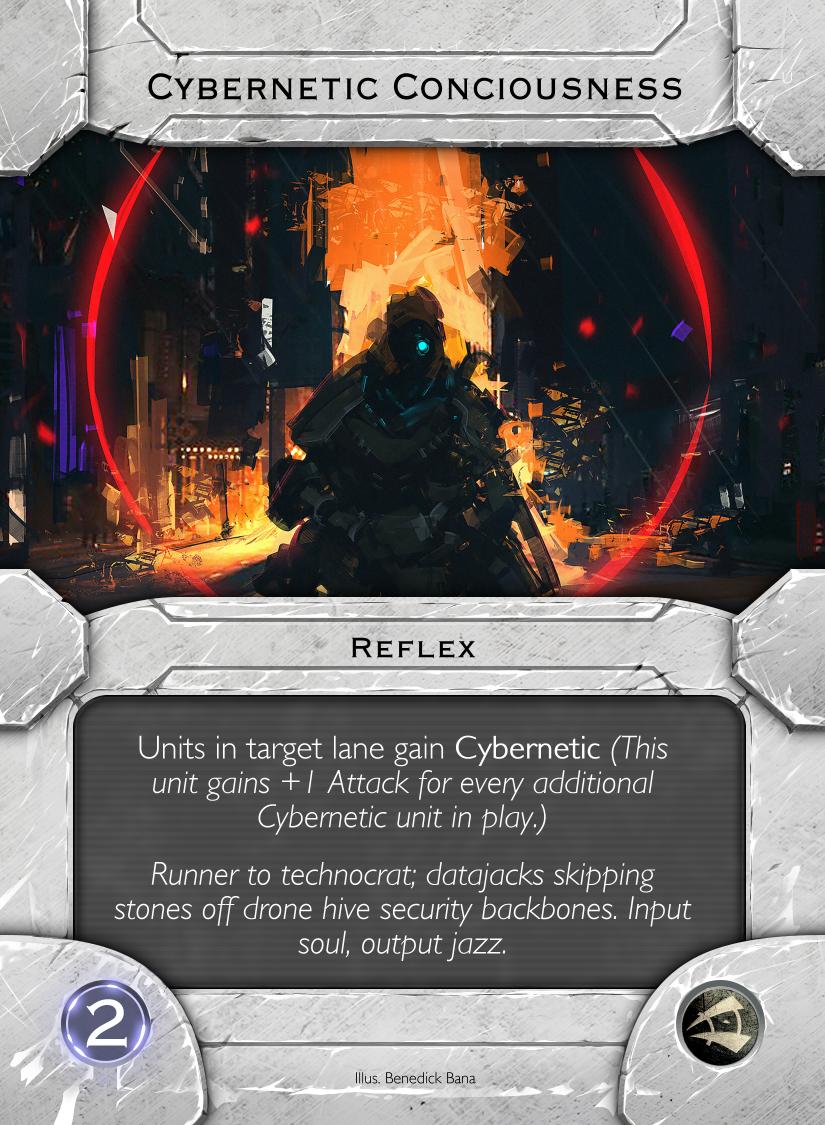 Cybernetic Conciousness
Reflex
Units in target lane gain Cybernetic (This
unit gains +1 Attack for every additional
Cybernetic unit in play.)
Runner to technocrat; datajacks skipping
stones off drone hive security backbones. Input
soul, output jazz.
2
Illus. Benedick Bana